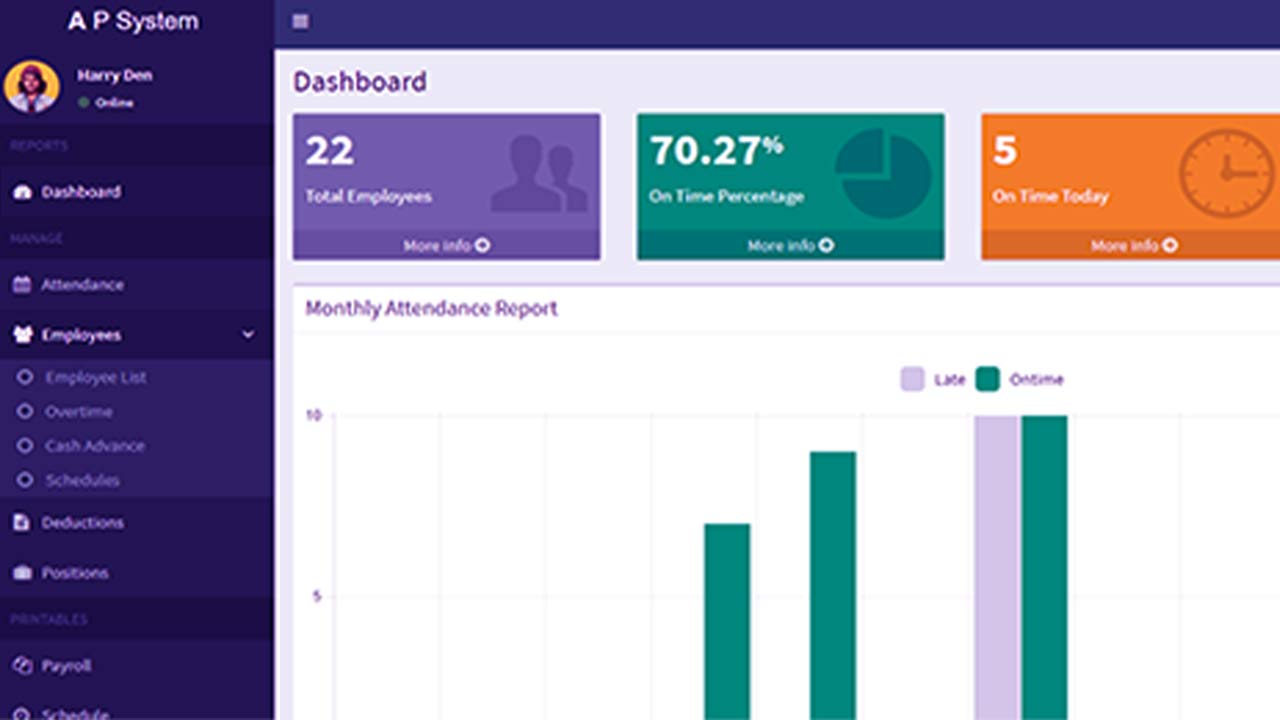 A P System
Harry Den
Online
REPORTS
Dashboard
MANAGE
Attendance
Employees
Employee List
Overtime
Cash Advance
Schedules
Deductions
Positions
PRINTABLES
Payroll
Schedule
Dashboard
22
Total Employees
More info
70.27%
On Time Percentage
More info
5
On Time Today
More info
Monthly Attendance Report
Late Ontime
10
5